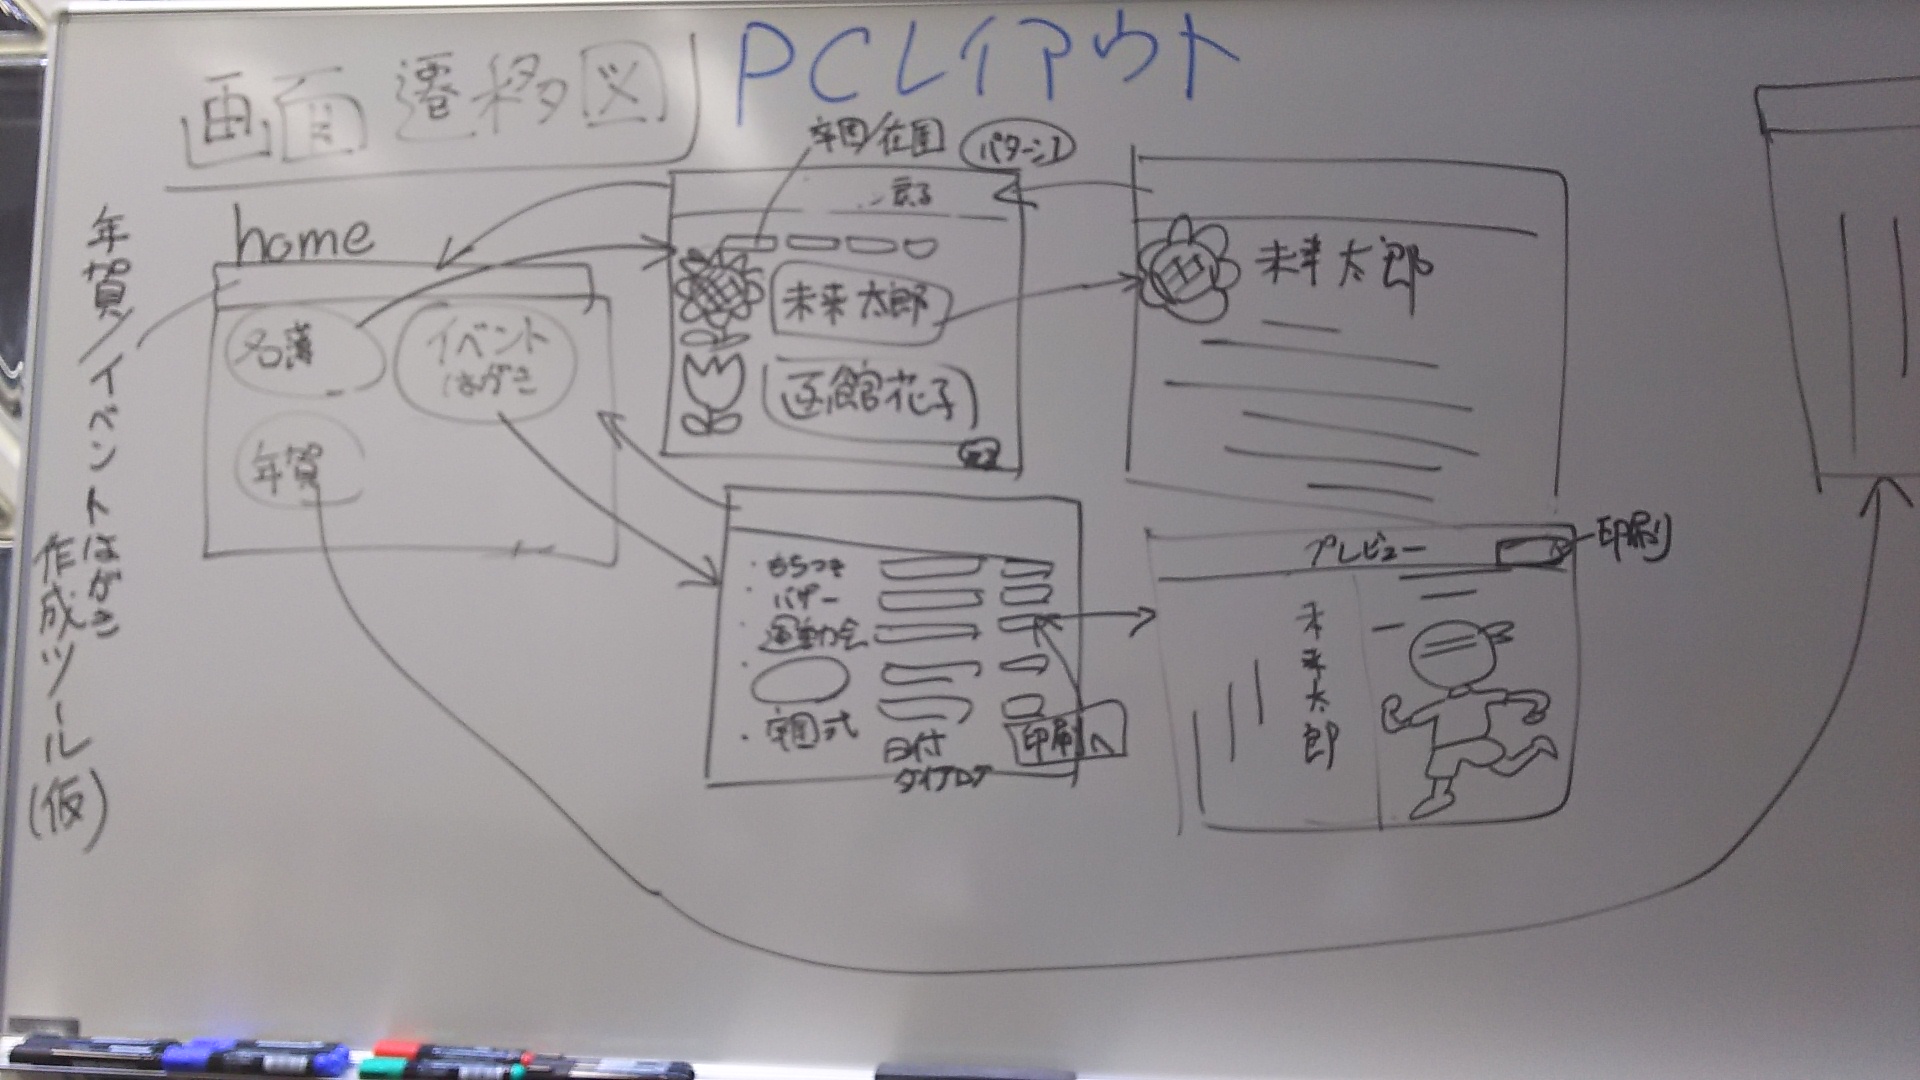 画面遷移図
PCレイアウト
卒園/在園
パターン1
戻る
home
年賀/イベントはがき
作成ツール
(仮)
名簿
イベント
はがき
年賀
未来太郎
函館花子
未来太郎
・もちつき
・バザー
・運動会
・卒園式
日付
ダイアログ
印刷へ
プレビュー
印刷
未来太郎